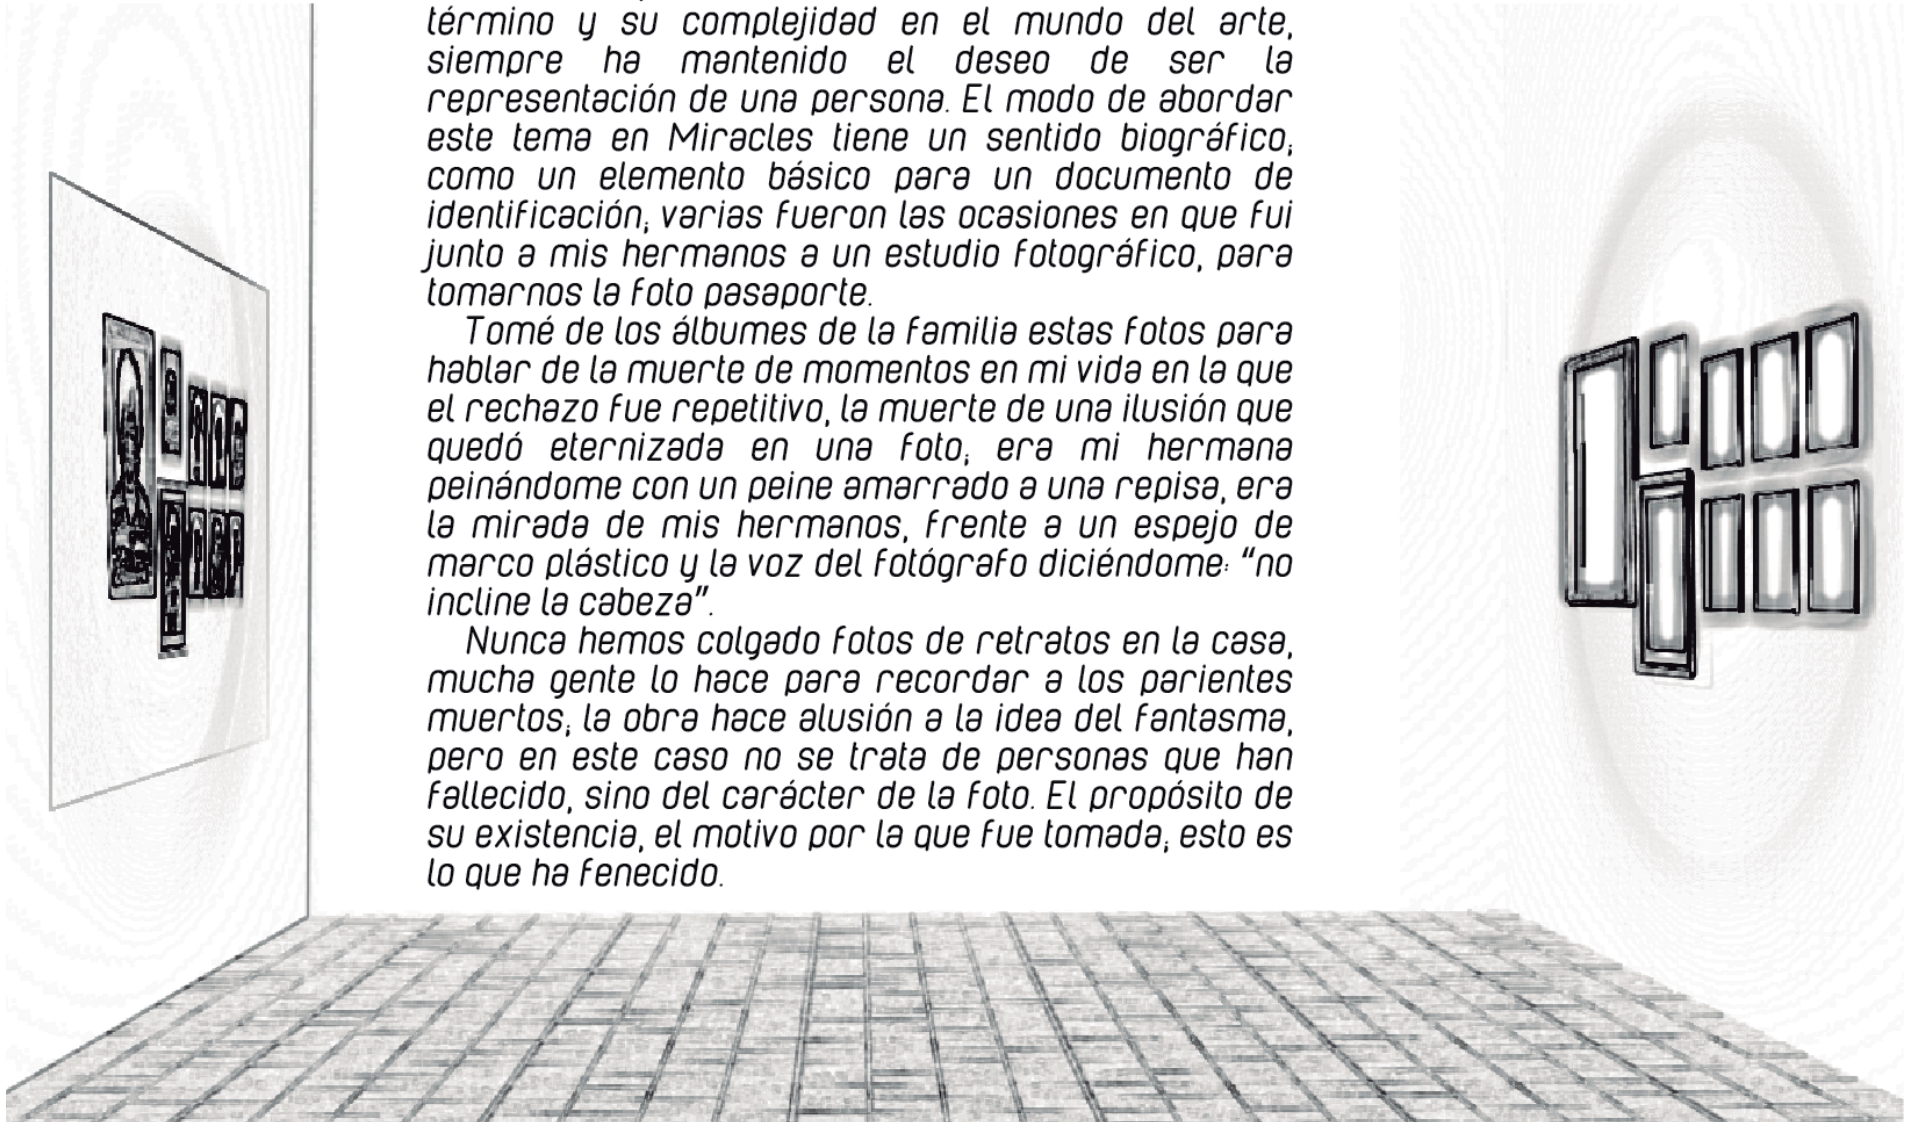 término y su complejidad en el mundo del arte,
siempre ha mantenido el deseo de ser la
representación de una persona. El modo de abordar
este tema en Miracles tiene un sentido biográfico;
como un elemento básico para un documento de
identificación; varias fueron las ocasiones en que fui
junto a mis hermanos a un estudio fotográfico, para
tomarnos la foto pasaporte.
Tomé de los álbumes de la familia estas fotos para
hablar de la muerte de momentos en mi vida en la que
el rechazo fue repetitivo, la muerte de una ilusión que
quedó eternizada en una foto; era mi hermana
peinándome con un peine amarrado a una repisa, era
la mirada de mis hermanos, frente a un espejo de
marco plástico y la voz del fotógrafo diciéndome: “no
incline la cabeza”.
Nunca hemos colgado fotos de retratos en la casa,
mucha gente lo hace para recordar a los parientes
muertos; la obra hace alusión a la idea del fantasma,
pero en este caso no se trata de personas que han
fallecido, sino del carácter de la foto. El propósito de
su existencia, el motivo por la que fue tomada; esto es
lo que ha fenecido.